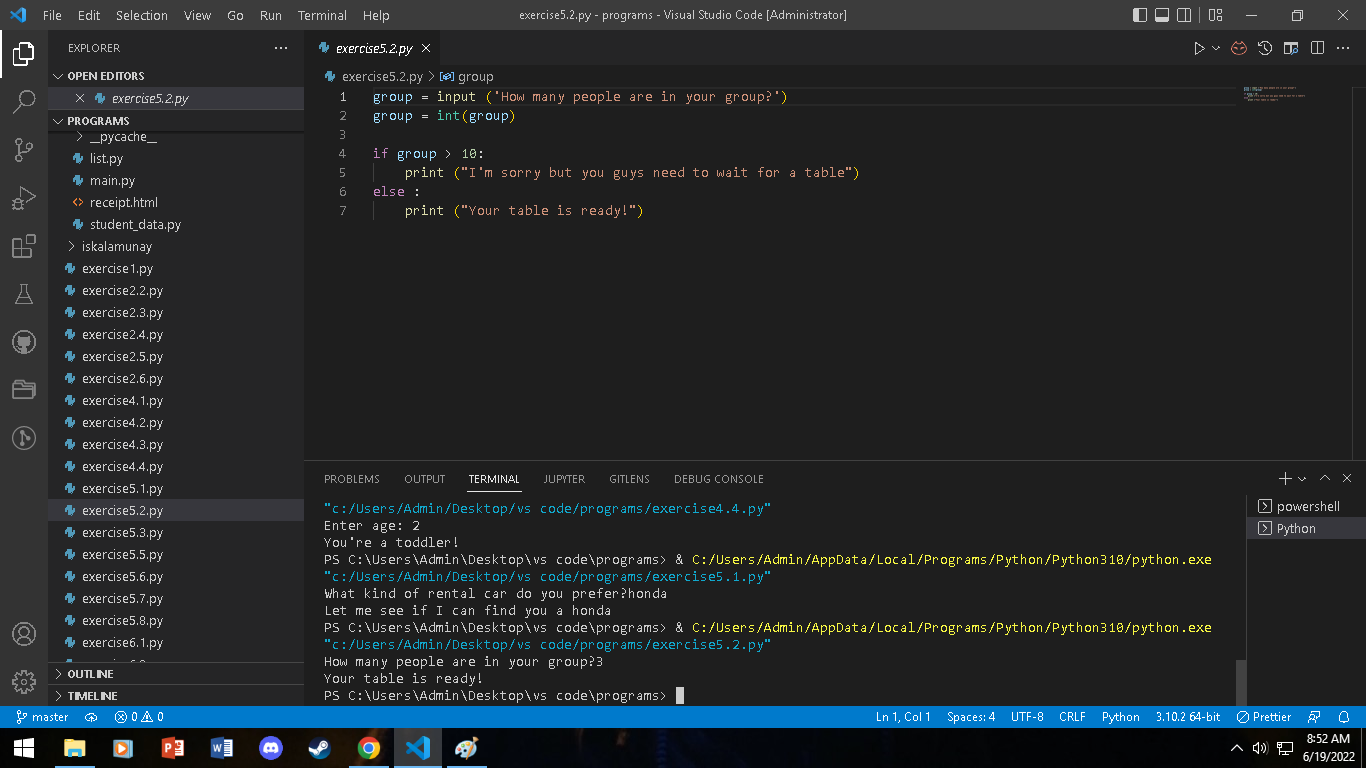 File Edit Selection View Go Run Terminal Help
exercise5.2.py - programs - Visual Studio Code [Administrator]
EXPLORER
OPEN EDITORS
exercise5.2.py
PROGRAMS
__pycache__
list.py
main.py
receipt.html
student_data.py
iskalamunay
exercise1.py
exercise2.2.py
exercise2.3.py
exercise2.4.py
exercise2.5.py
exercise2.6.py
exercise4.1.py
exercise4.2.py
exercise4.3.py
exercise4.4.py
exercise5.1.py
exercise5.2.py
exercise5.3.py
exercise5.5.py
exercise5.6.py
exercise5.7.py
exercise5.8.py
exercise6.1.py
OUTLINE
TIMELINE
exercise5.2.py
exercise5.2.py > group
1 group = input ('How many people are in your group?')
2 group = int(group)
3
4 if group > 10:
5 print ("I'm sorry but you guys need to wait for a table")
6 else :
7 print ("Your table is ready!")
PROBLEMS OUTPUT TERMINAL JUPYTER GITLENS DEBUG CONSOLE
"c:/Users/Admin/Desktop/vs code/programs/exercise4.4.py"
Enter age: 2
You're a toddler!
PS C:\Users\Admin\Desktop\vs code\programs> & C:/Users/Admin/AppData/Local/Programs/Python/Python310/python.exe
"c:/Users/Admin/Desktop/vs code/programs/exercise5.1.py"
What kind of rental car do you prefer?honda
Let me see if I can find you a honda
PS C:\Users\Admin\Desktop\vs code\programs> & C:/Users/Admin/AppData/Local/Programs/Python/Python310/python.exe
"c:/Users/Admin/Desktop/vs code/programs/exercise5.2.py"
How many people are in your group?3
Your table is ready!
PS C:\Users\Admin\Desktop\vs code\programs>
powershell
Python
master 0 0 Ln 1, Col 1 Spaces: 4 UTF-8 CRLF Python 3.10.2 64-bit Prettier
8:52 AM
6/19/2022